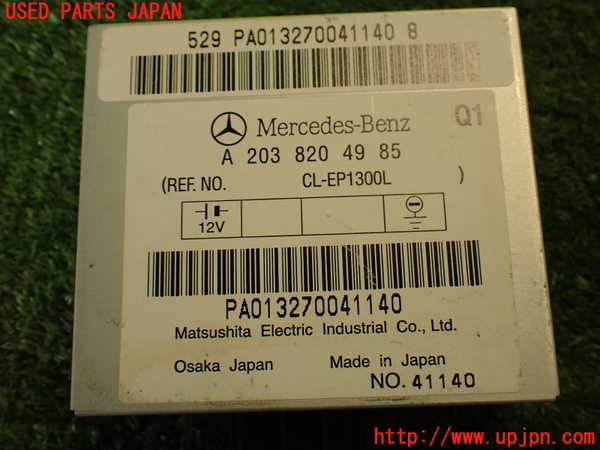 USED PARTS JAPAN
529 PA013270041140 8
Mercedes-Benz Q1
A 203 820 49 85
(REF. NO. CL-EP1300L )
12V
PA013270041140
Matsushita Electric Industrial Co., Ltd.
Osaka Japan Made in Japan
NO. 41140
http://www.upjpn.com/